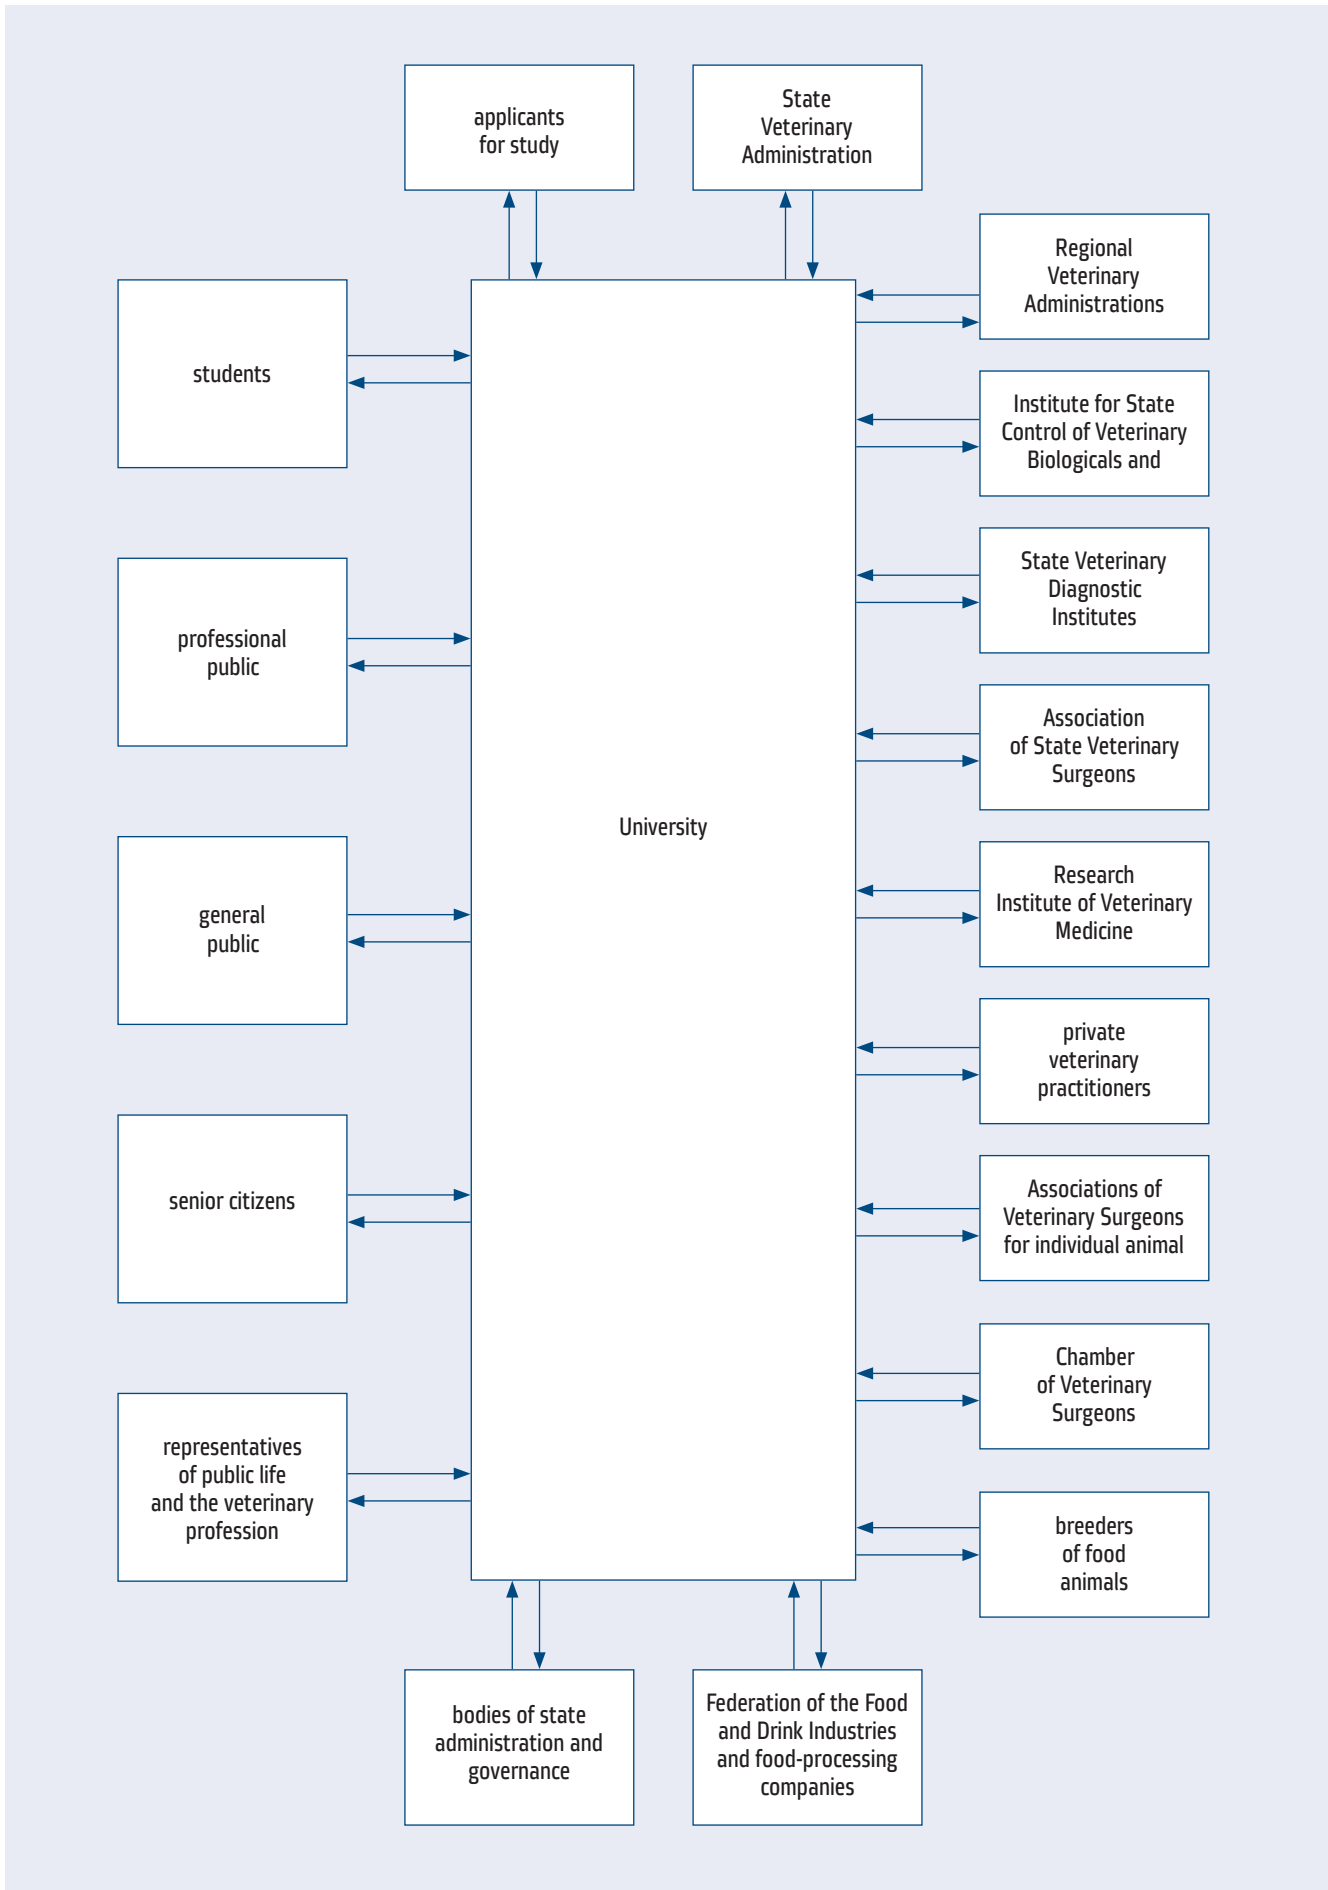 applicants
for study
State
Veterinary
Administration
Regional
Veterinary
Administrations
students
Institute for State
Control of Veterinary
Biologicals and
State Veterinary
Diagnostic
Institutes
professional
public
Association
of State Veterinary
Surgeons
University
general
public
Research
Institute of Veterinary
Medicine
private
veterinary
practitioners
senior citizens
Associations of
Veterinary Surgeons
for individual animal
Chamber
of Veterinary
Surgeons
representatives
of public life
and the veterinary
profession
breeders
of food
animals
bodies of state
administration and
governance
Federation of the Food
and Drink Industries
and food-processing
companies